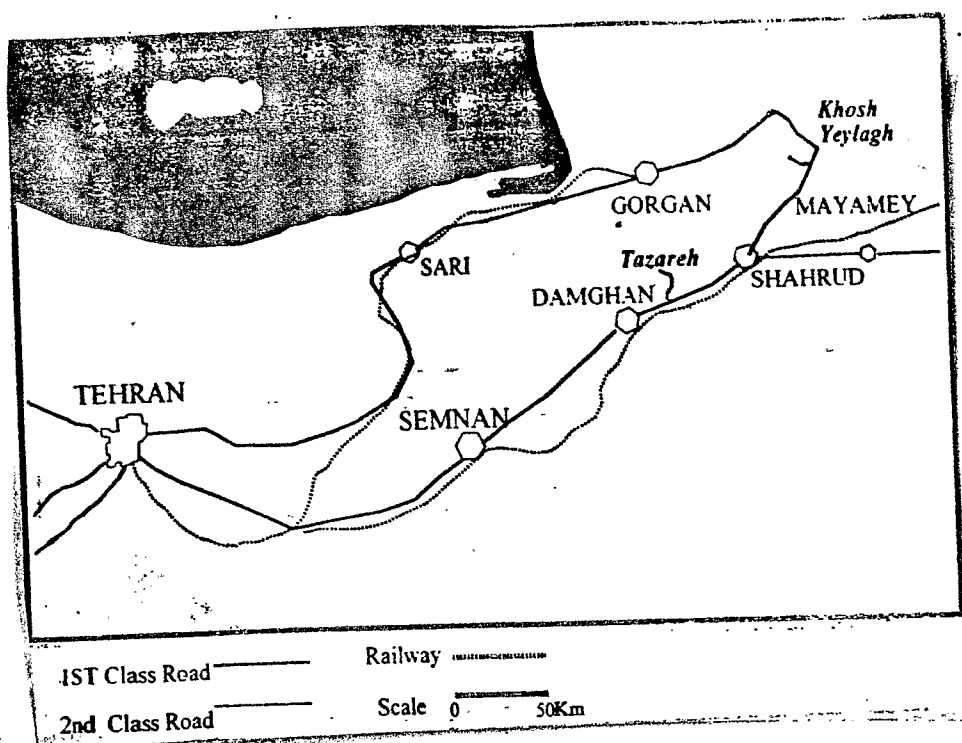 Khosh
Yeylagh
GORGAN
MAYAMEY
SARI
Tazareh
SHAHRUD
DAMGHAN
TEHRAN
SEMNAN
1ST Class Road
Railway
2nd Class Road
Scale 0 50Km